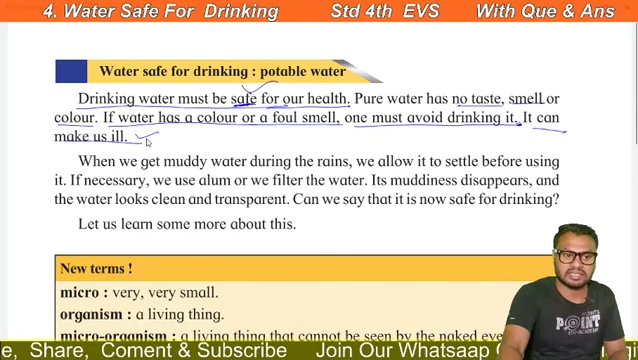 4. Water Safe For Drinking Std 4th EVS With Que & Ans
Water safe for drinking : potable water
Drinking water must be safe for our health. Pure water has no taste, smell or
colour. If water has a colour or a foul smell, one must avoid drinking it. It can
make us ill.
When we get muddy water during the rains, we allow it to settle before using
it. If necessary, we use alum or we filter the water. Its muddiness disappears, and
the water looks clean and transparent. Can we say that it is now safe for drinking?
Let us learn some more about this.
New terms !
micro : very, very small.
organism : a living thing.
micro-organism : a living thing that cannot be seen by the naked eye
POINT
e, Share, Coment & Subscribe Join Our Whatsaap